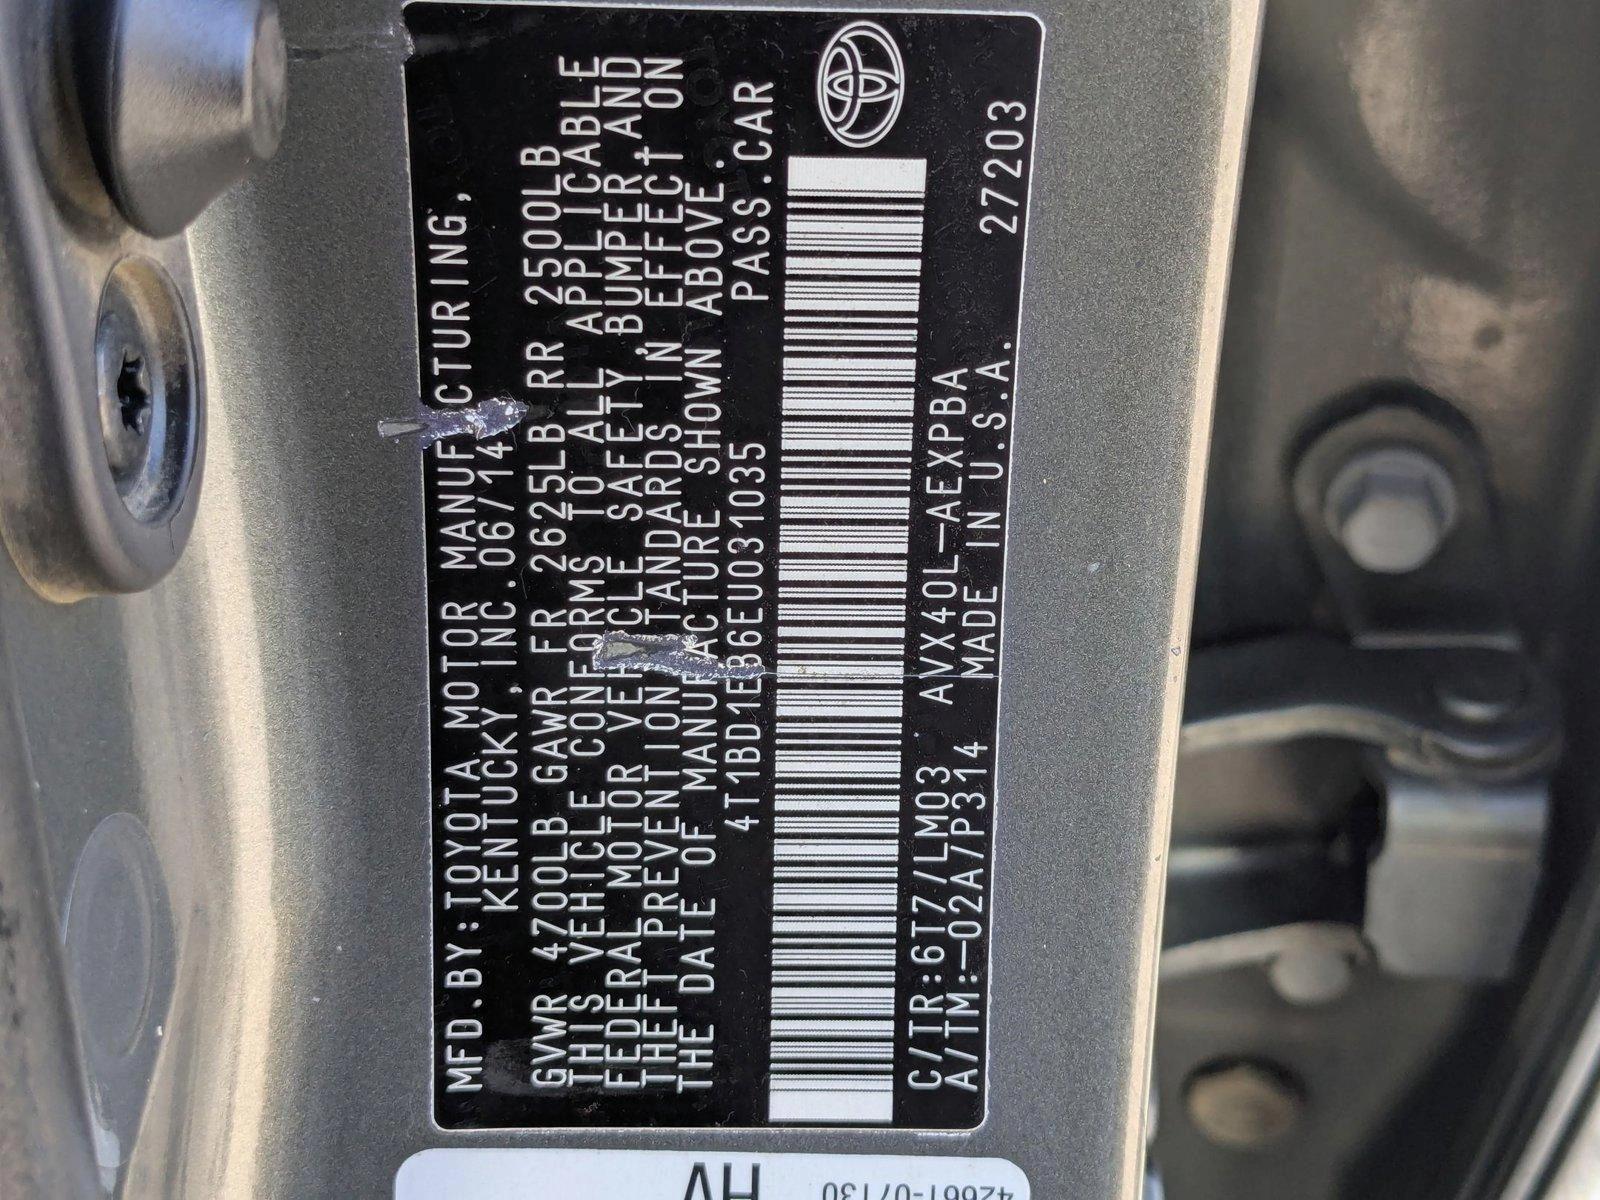 MFD.BY:TOYOTA MOTOR MANUFACTURING,
KENTUCKY,INC.06/14
GVWR 4700LB GAWR FR 2625LB RR 2500LB
THIS VEHICLE CONFORMS TO ALL APPLICABLE
FEDERAL MOTOR VEHICLE SAFETY,BUMPER,AND
THEFT PREVENTION STANDARDS IN EFFECT ON
THE DATE OF MANUFACTURE SHOWN ABOVE.
4T1BD1EB6EU031035 PASS.CAR
C/TR:6T7/LM03 AVX40L-AEXPBA 27203
A/TM:-02A/P314 MADE IN U.S.A.
HV
42661-07130